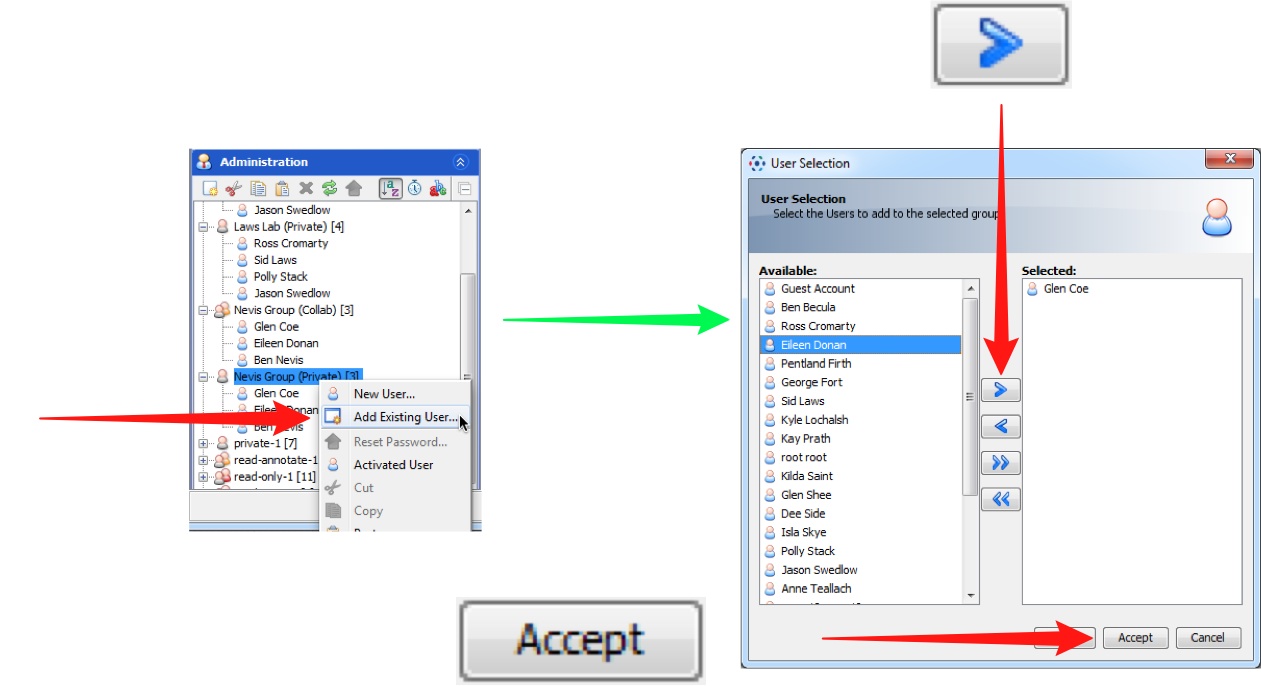 Administration
Jason Swedlow
Laws Lab (Private) [4]
Ross Cromarty
Sid Laws
Polly Stack
Jason Swedlow
Nevis Group (Collab) [3]
Glen Coe
Eileen Donan
Ben Nevis
Nevis Group (Private) [3]
Glen Coe
Eileen Donan
Ben Nevis
private-1 [7]
read-annotate-1
read-only-1 [11]
New User...
Add Existing User...
Reset Password...
Activated User
Cut
Copy
Accept
User Selection
User Selection
Select the Users to add to the selected group
Available:
Guest Account
Ben Becula
Ross Cromarty
Eileen Donan
Pentland Firth
George Fort
Sid Laws
Kyle Lochalsh
Kay Prath
root root
Kilda Saint
Glen Shee
Dee Side
Isla Skye
Polly Stack
Jason Swedlow
Anne Teallach
Selected:
Glen Coe
Accept
Cancel